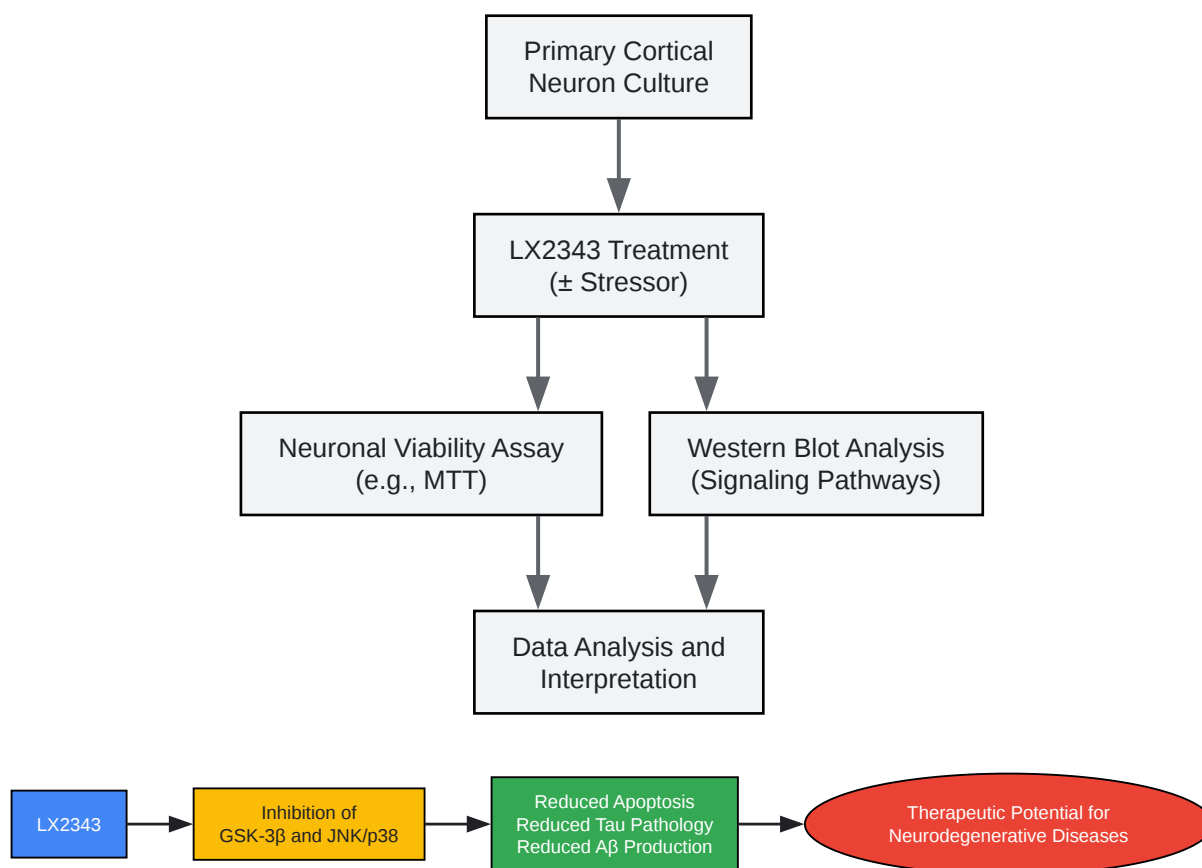 Primary Cortical
Neuron Culture
LX2343 Treatment
(± Stressor)
Neuronal Viability Assay
(e.g., MTT)
Western Blot Analysis
(Signaling Pathways)
Data Analysis and
Interpretation
LX2343
Inhibition of
GSK-3β and JNK/p38
Reduced Apoptosis
Reduced Tau Pathology
Reduced Aβ Production
Therapeutic Potential for
Neurodegenerative Diseases